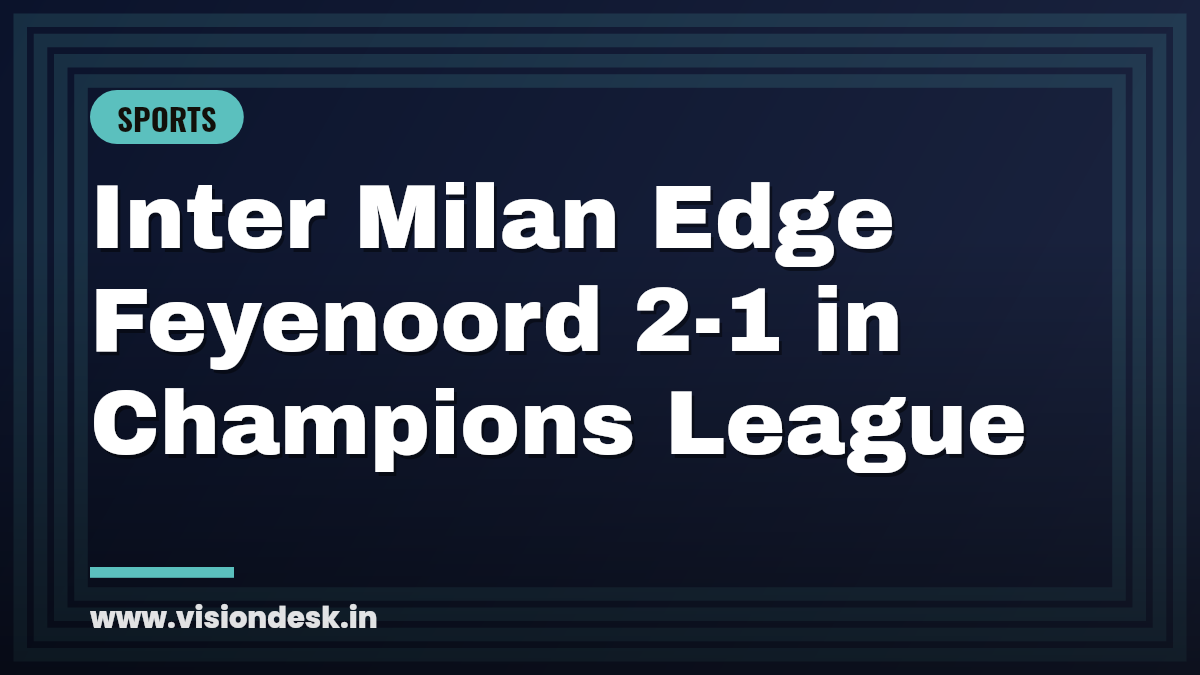 SPORTS
Inter Milan Edge
Feyenoord 2-1 in
Champions League
www.visiondesk.in